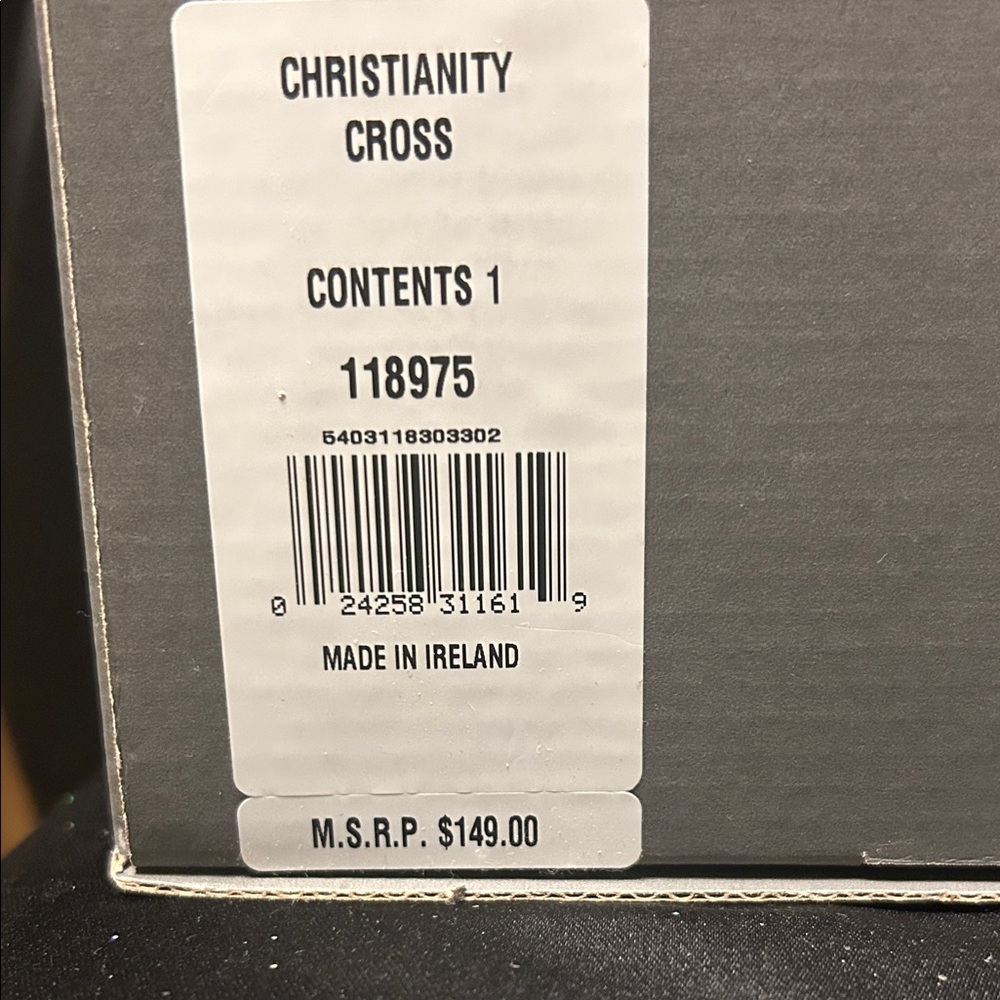 CHRISTIANITY
CROSS
CONTENTS 1
118975
5403118303302
0 24258 31161 9
MADE IN IRELAND
M.S.R.P. $149.00